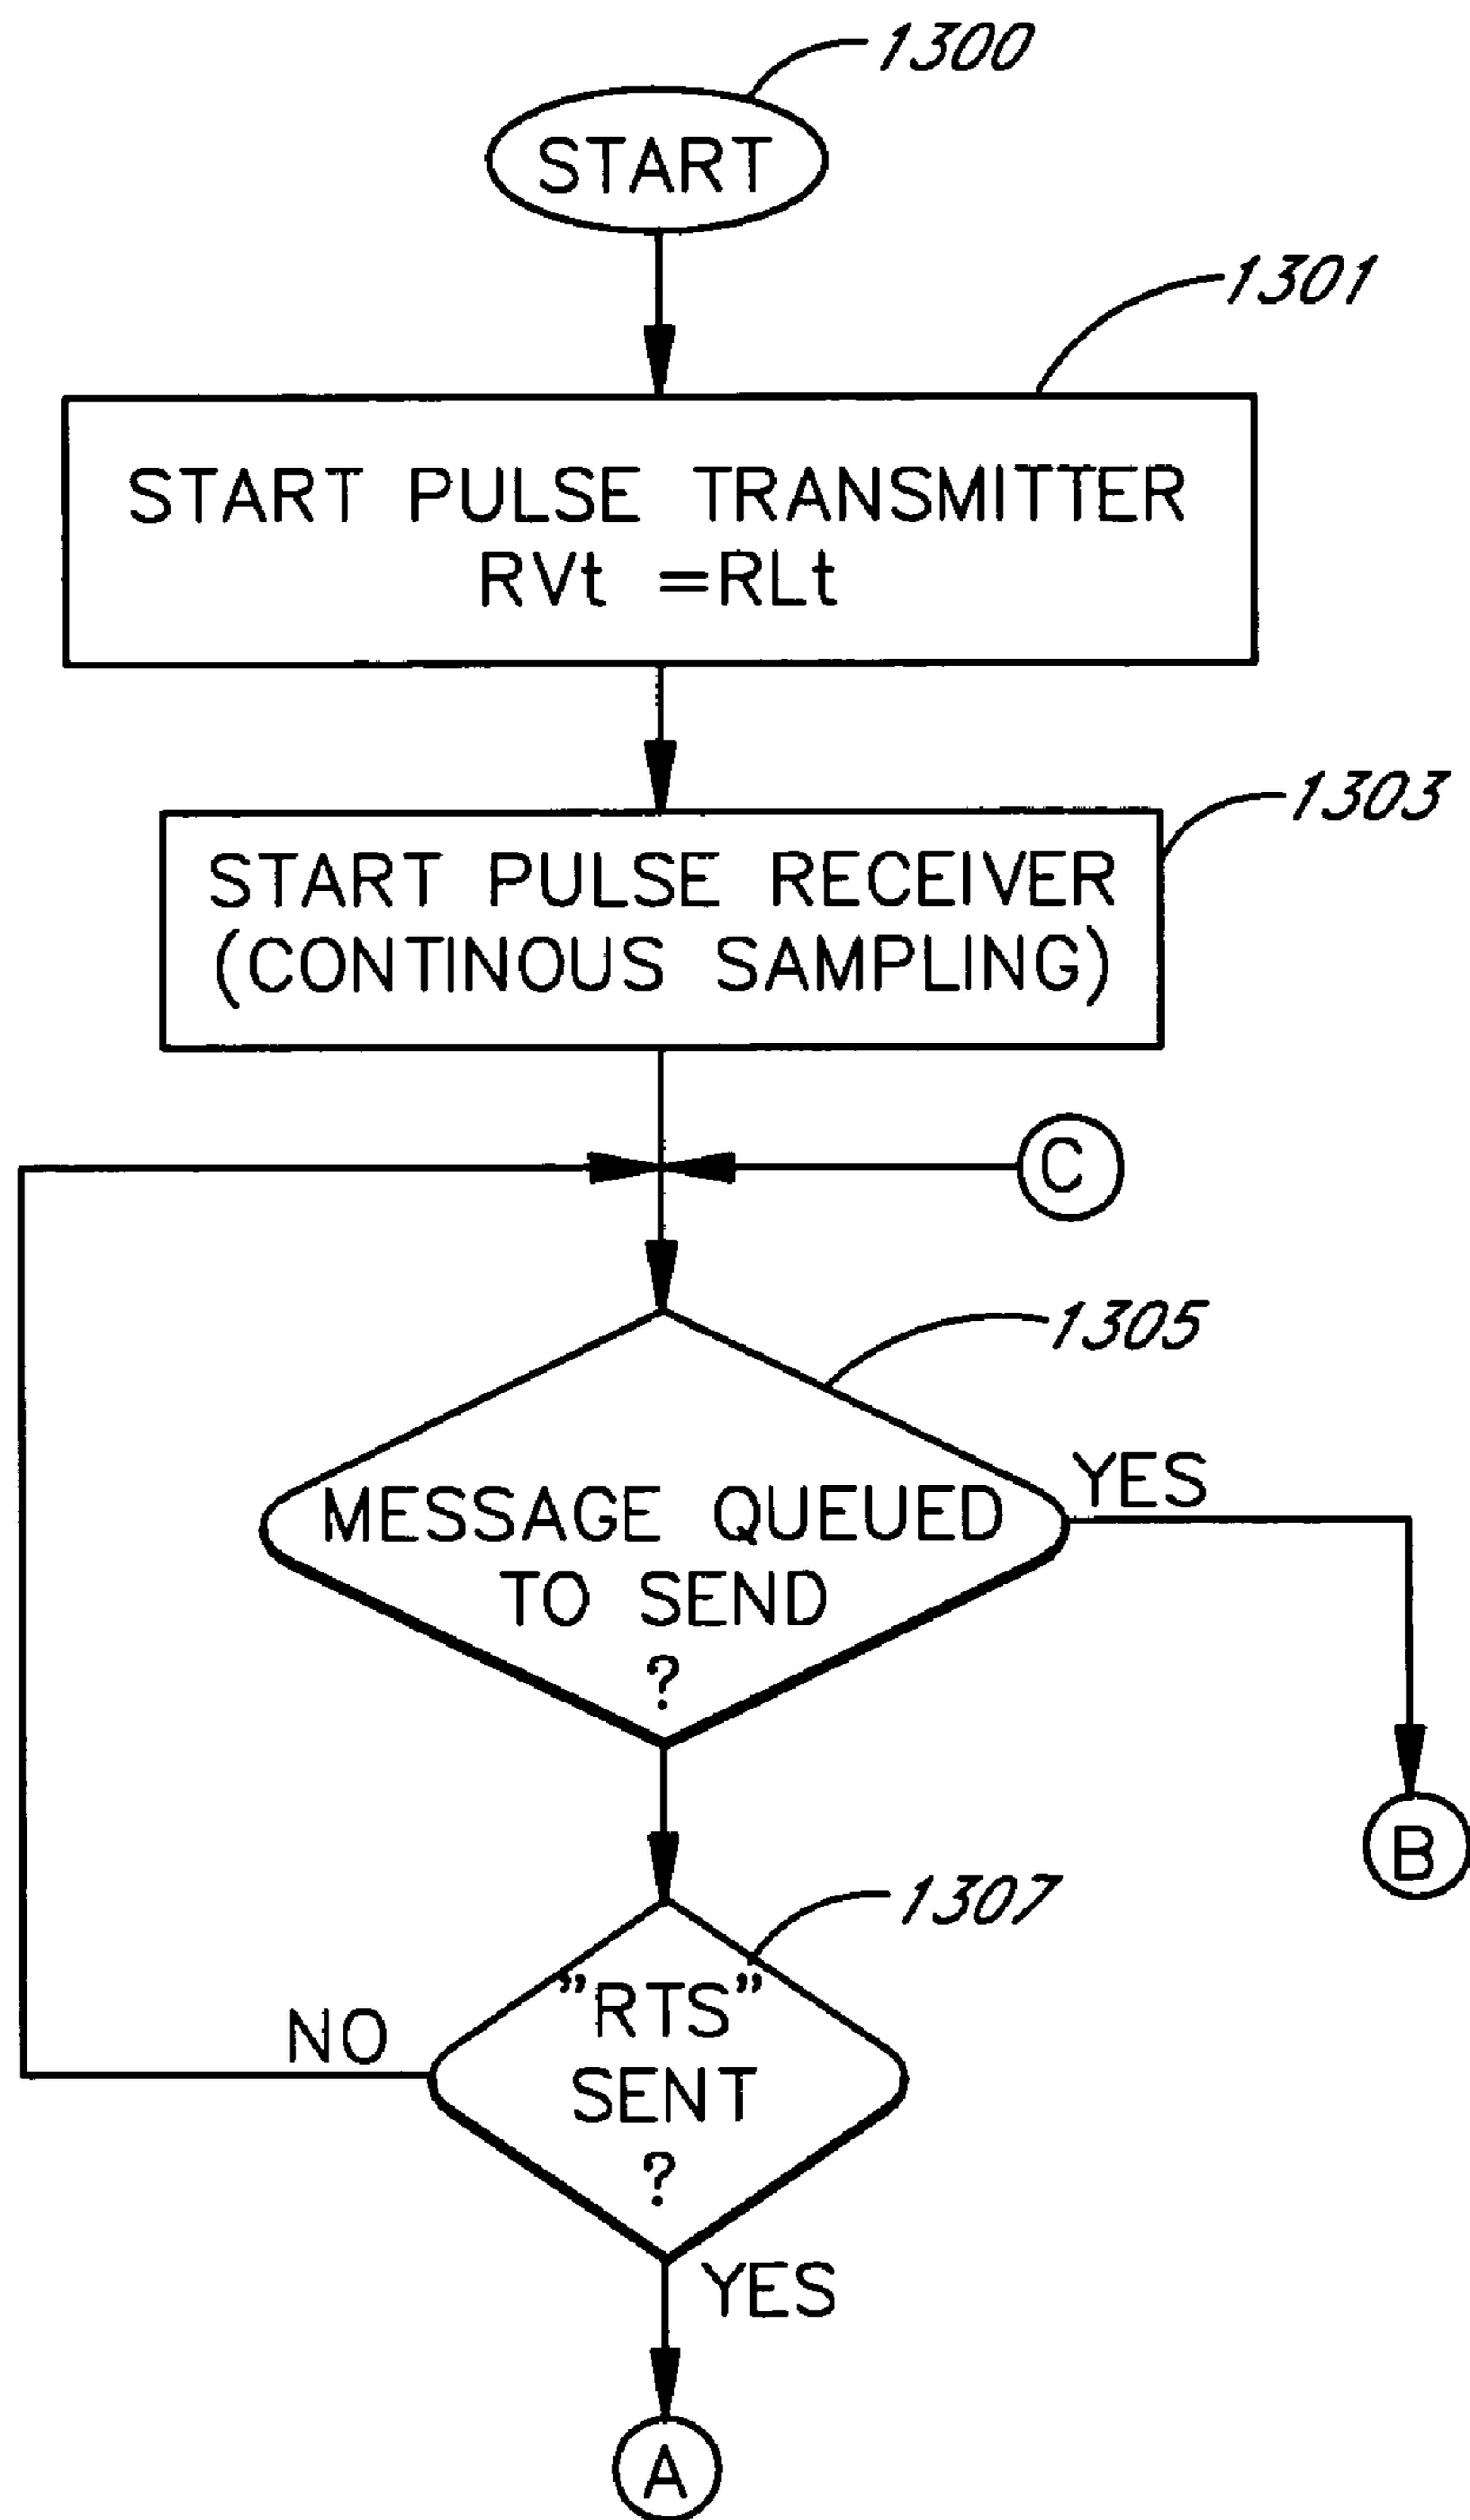 1300
START
1301
START PULSE TRANSMITTER
RVt =RLt
1303
START PULSE RECEIVER
(CONTINOUS SAMPLING)
C
1305
YES
MESSAGE QUEUED
TO SEND
?
B
1307
"RTS"
SENT
?
NO
YES
A